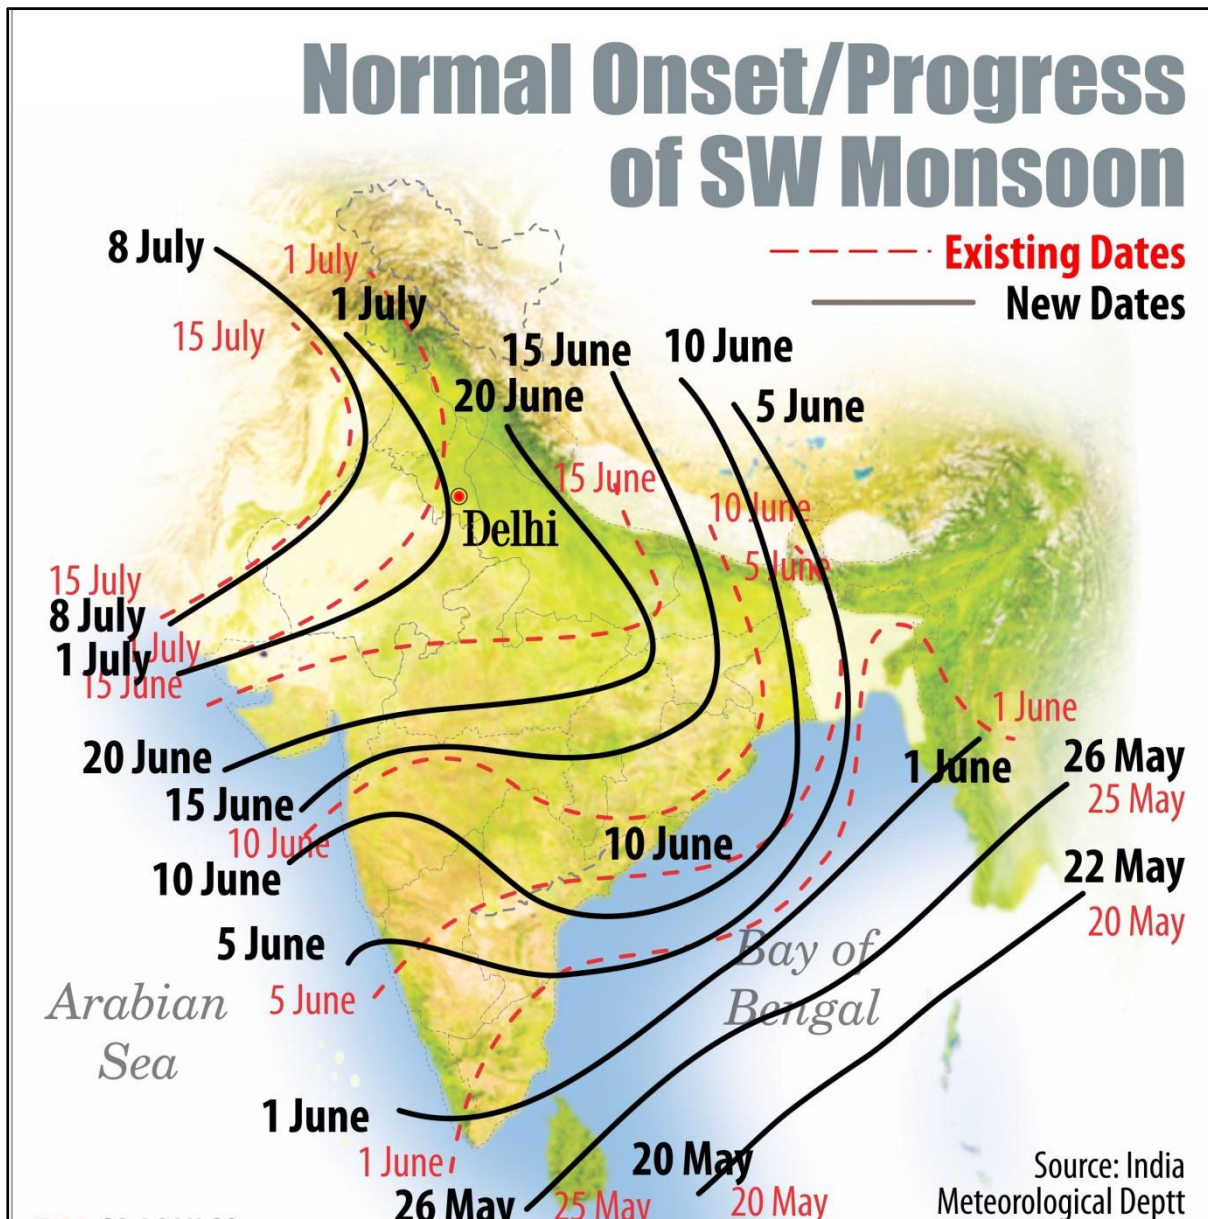 Normal Onset/Progress
of SW Monsoon
Existing Dates
New Dates
8 July
1 July
1 July
15 July
15 June
10 June
20 June
5 June
15 June
10 June
5 June
Delhi
15 July
8 July
July
1 July
15 June
1 June
20 June
1 June
26 May
25 May
15 June
10 June
10 June
10 June
22 May
20 May
5 June
5 June
Bay of
Bengal
Arabian
Sea
1 June
1 June
20 May
26 May
25 May
20 May
Source: India
Meteorological Deptt